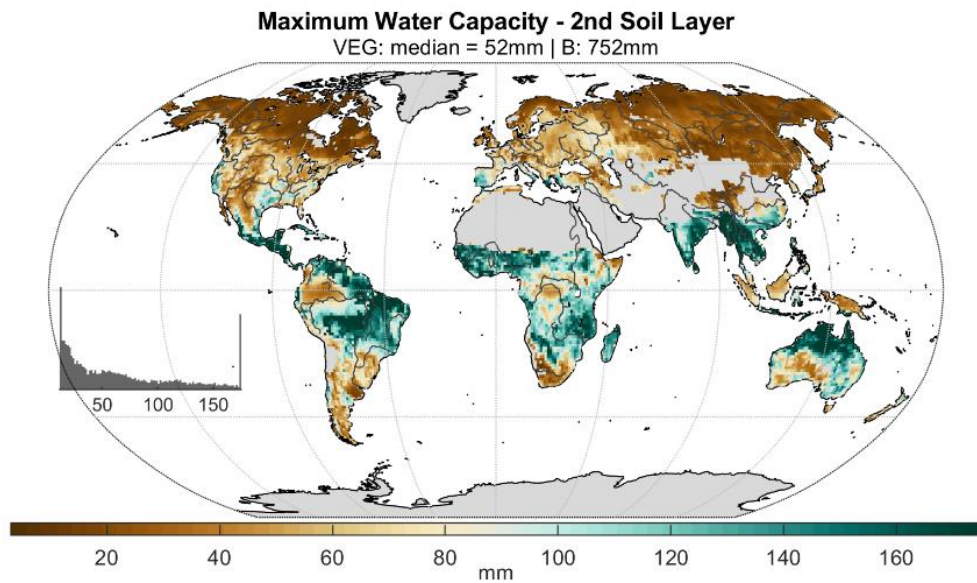 Maximum Water Capacity - 2nd Soil Layer
VEG: median = 52mm | B: 752mm
50 100 150
20 40 60 80 100 120 140 160
mm